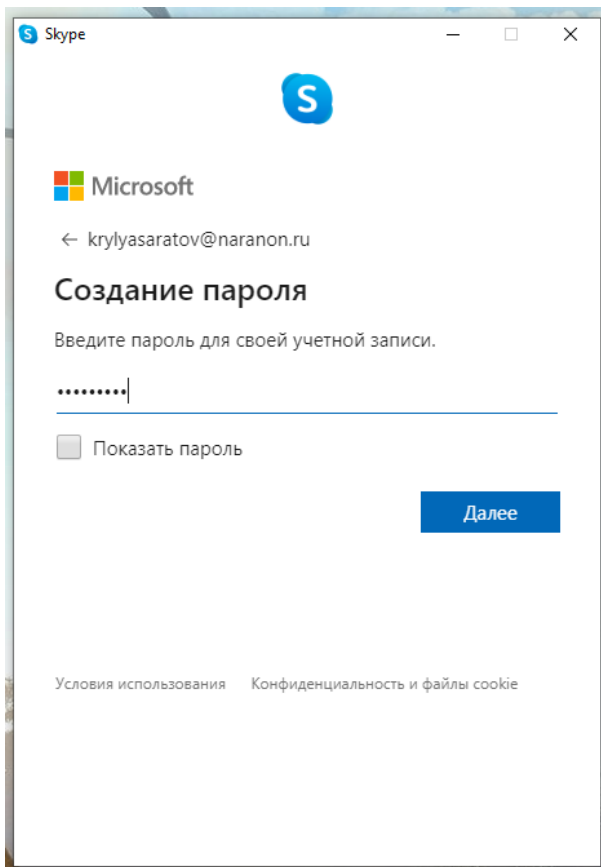 Skype
Microsoft
← krylyasaratov@naranon.ru
Создание пароля
Введите пароль для своей учетной записи.
•••••••••
Показать пароль
Далее
Условия использования Конфиденциальность и файлы cookie